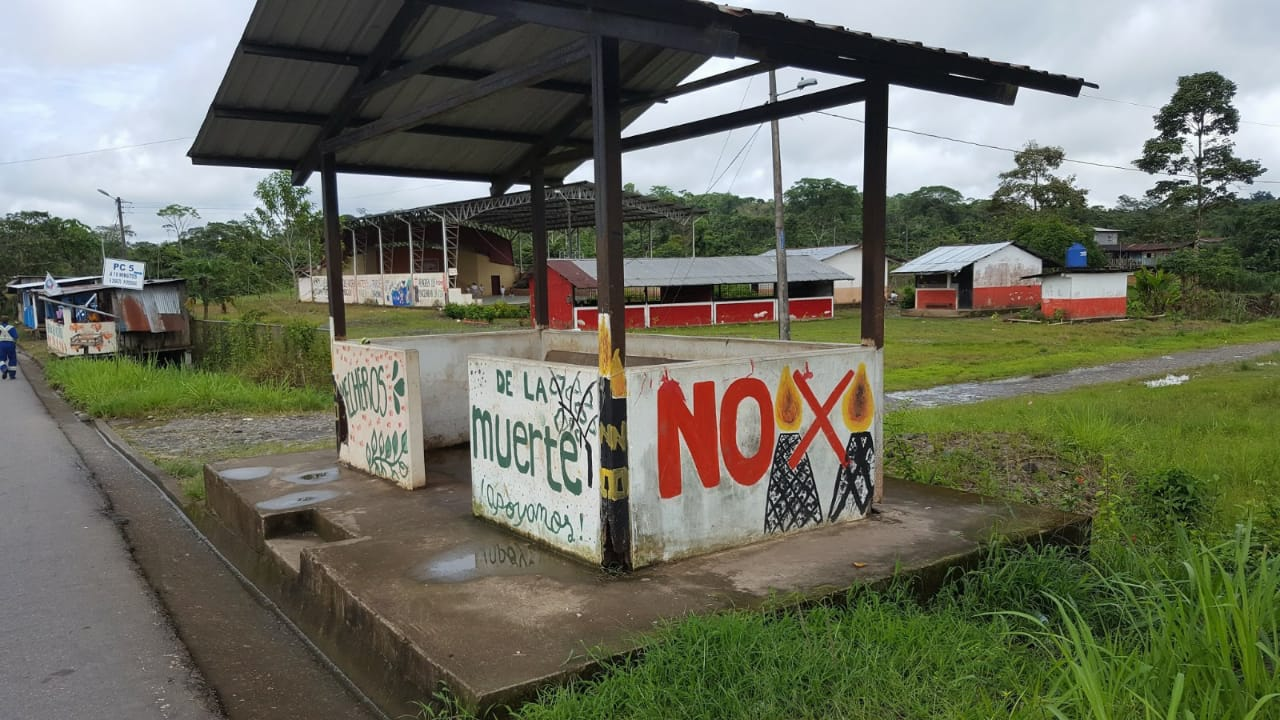 PC 5
MECHEROS
DE LA
muerte
¡apoyamos!
NO